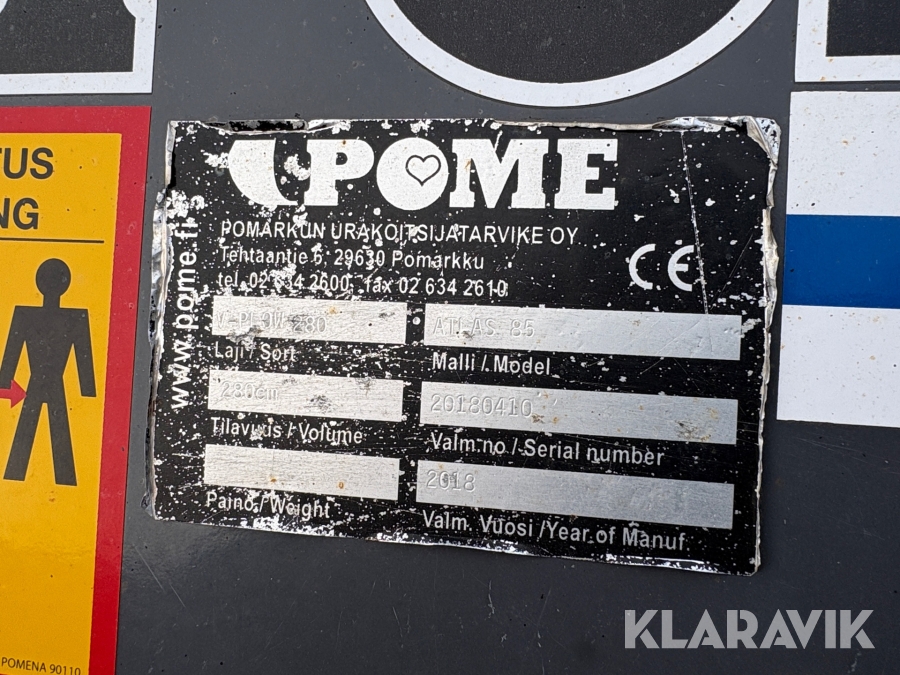 TUS
NG
POMENA 90110
www.pome.fi
POME
POMARKUN URAKOITSIJATARVIKE OY
Tehtaantie 6, 29630 Pomarkku
tel. 02 634 2600 fax 02 634 2610
CE
V-PLOW 280
Laji / Sort
ATLAS 85
Malli / Model
280cm
Tilavuus / Volume
20180410
Valm.no / Serial number
Paino / Weight
2018
Valm. Vuosi /Year of Manuf.
KLARAVIK